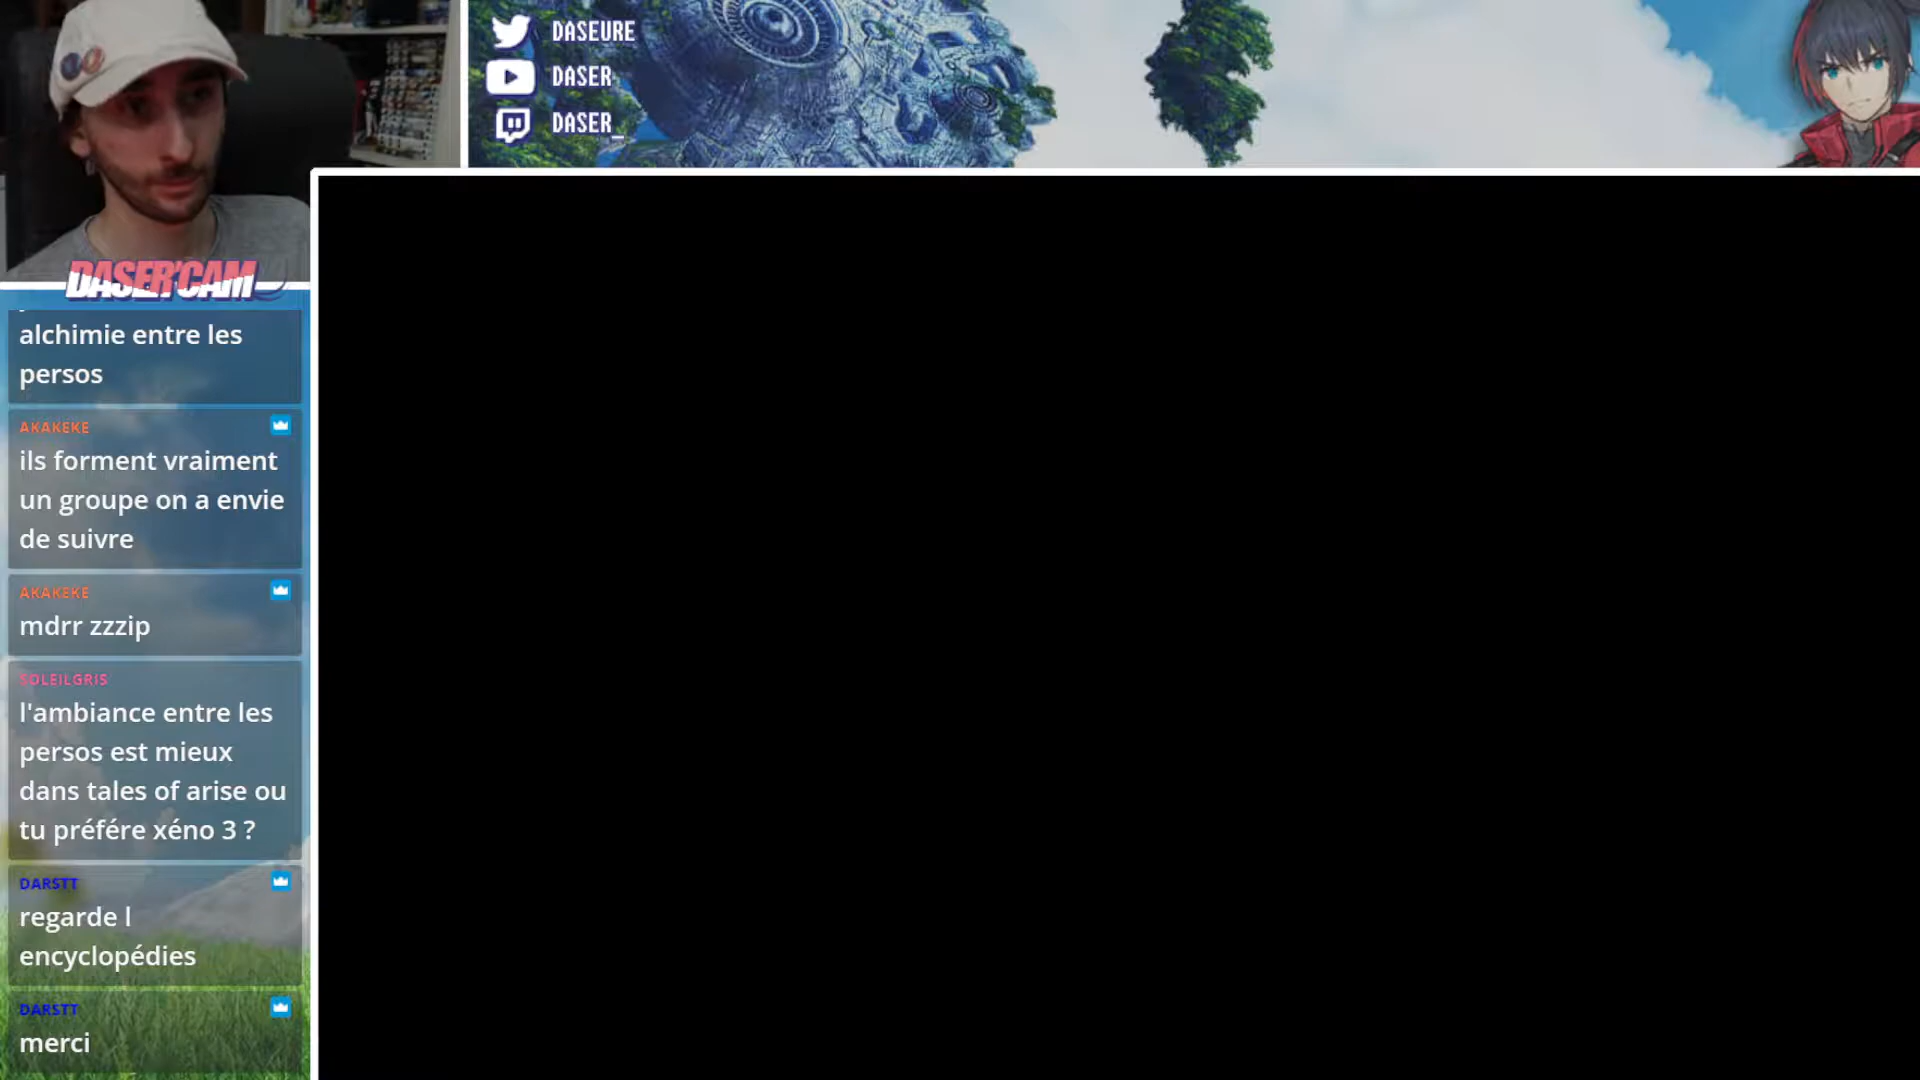 DASEURE
DASER
DASER_
DASER'CAM
alchimie entre les
persos
AKAKEKE
ils forment vraiment
un groupe on a envie
de suivre
AKAKEKE
mdrr zzzip
SOLEILGRIS
l'ambiance entre les
persos est mieux
dans tales of arise ou
tu préfére xéno 3 ?
DARSTT
regarde l
encyclopédies
DARSTT
merci